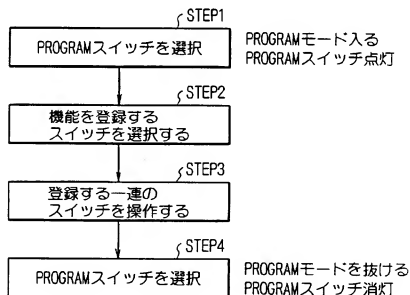 STEP1
PROGRAMスイッチを選択
PROGRAMモード入る
PROGRAMスイッチ点灯
STEP2
機能を登録する
スイッチを選択する
STEP3
登録する一連の
スイッチを操作する
STEP4
PROGRAMスイッチを選択
PROGRAMモードを抜ける
PROGRAMスイッチ消灯